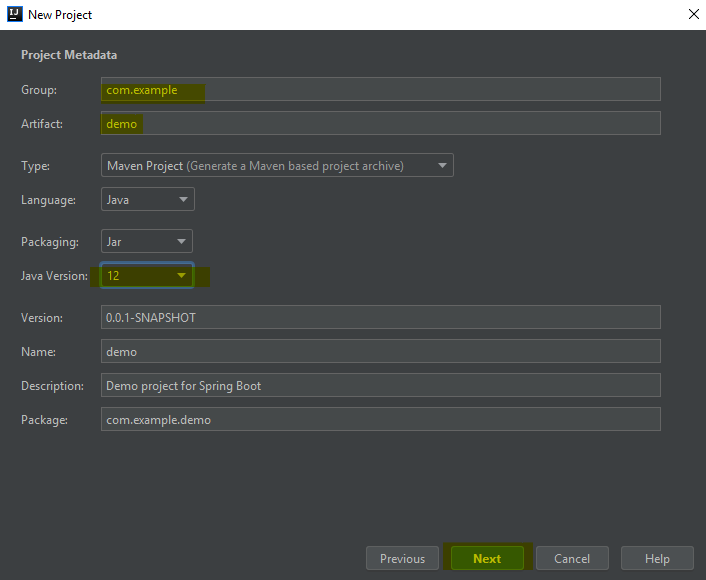 IJ New Project
Project Metadata
Group: com.example
Artifact: demo
Type: Maven Project (Generate a Maven based project archive)
Language: Java
Packaging: Jar
Java Version: 12
Version: 0.0.1-SNAPSHOT
Name: demo
Description: Demo project for Spring Boot
Package: com.example.demo
Previous Next Cancel Help